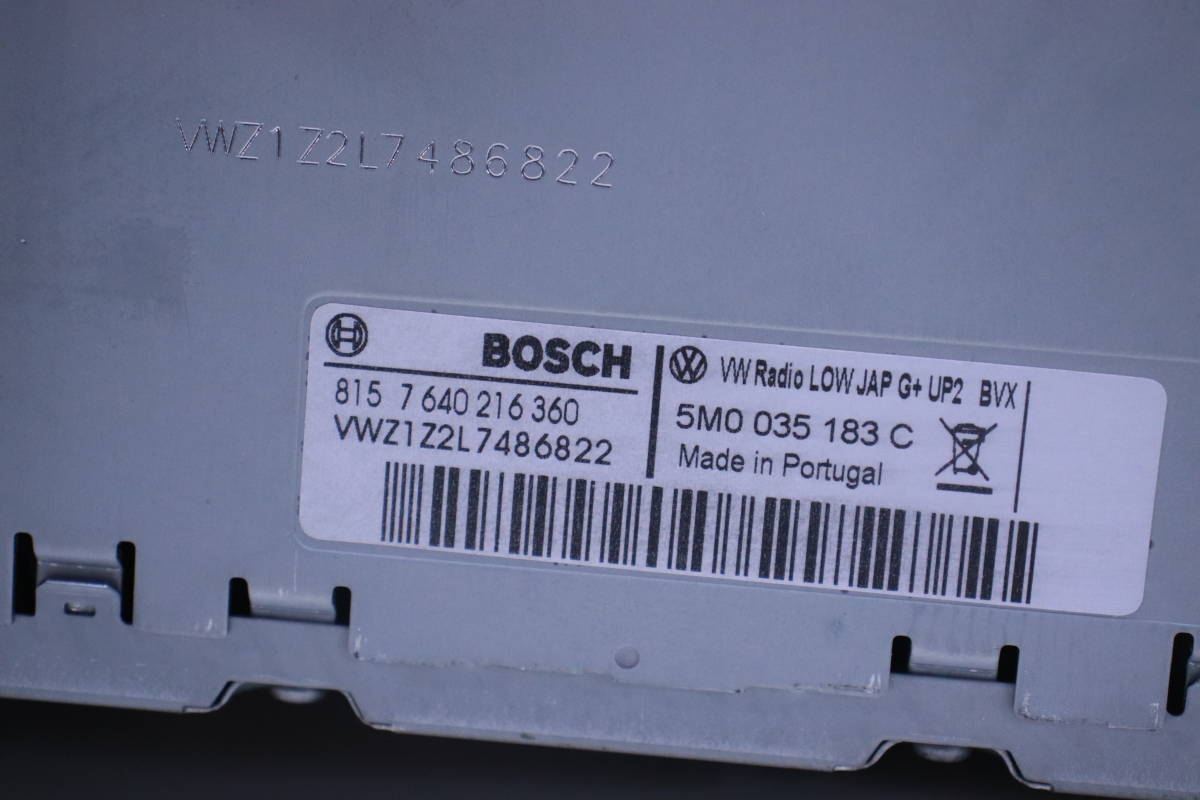 VWZ1Z2L7486822
BOSCH
815 7 640 216 360
VWZ1Z2L7486822
VW Radio LOW JAP G+ UP2 BVX
5M0 035 183 C
Made in Portugal